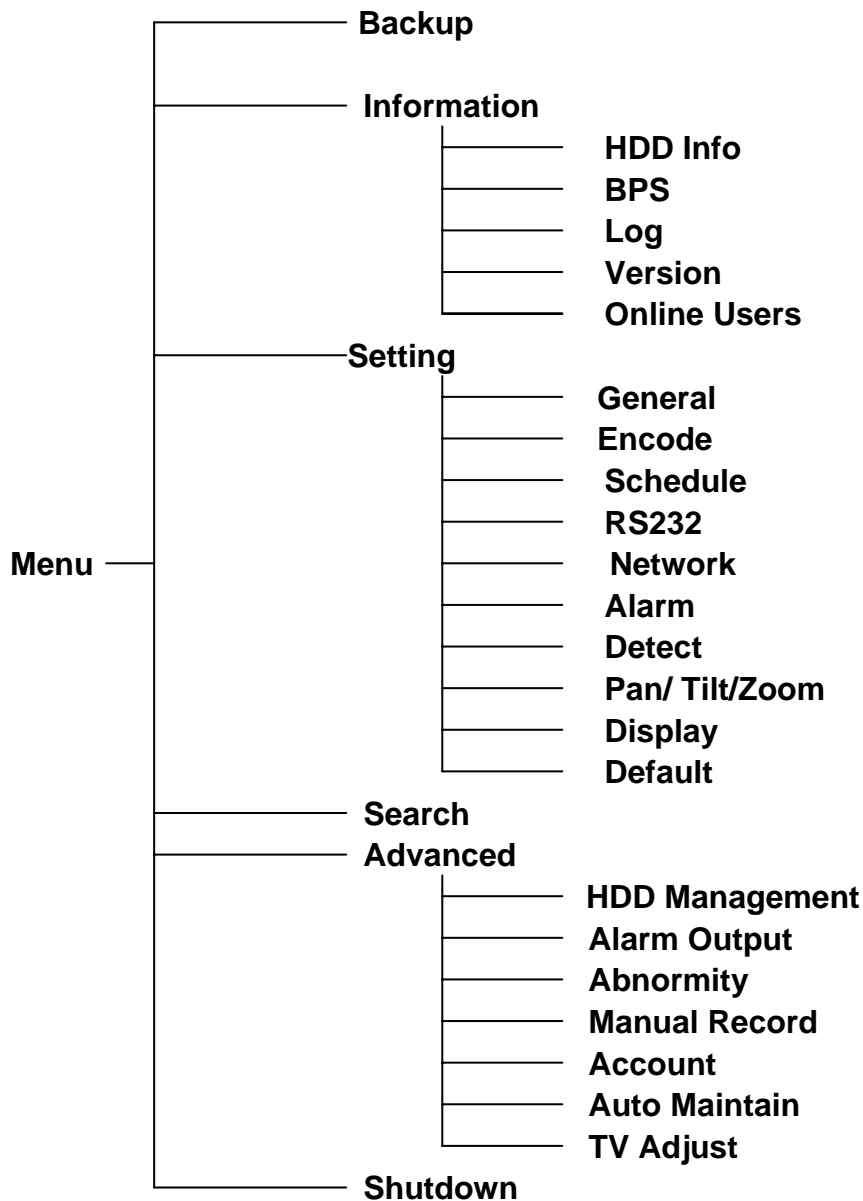 Backup
Information
HDD Info
BPS
Log
Version
Online Users
Setting
General
Encode
Schedule
RS232
Menu
Network
Alarm
Detect
Pan/ Tilt/Zoom
Display
Default
Search
Advanced
HDD Management
Alarm Output
Abnormity
Manual Record
Account
Auto Maintain
TV Adjust
Shutdown